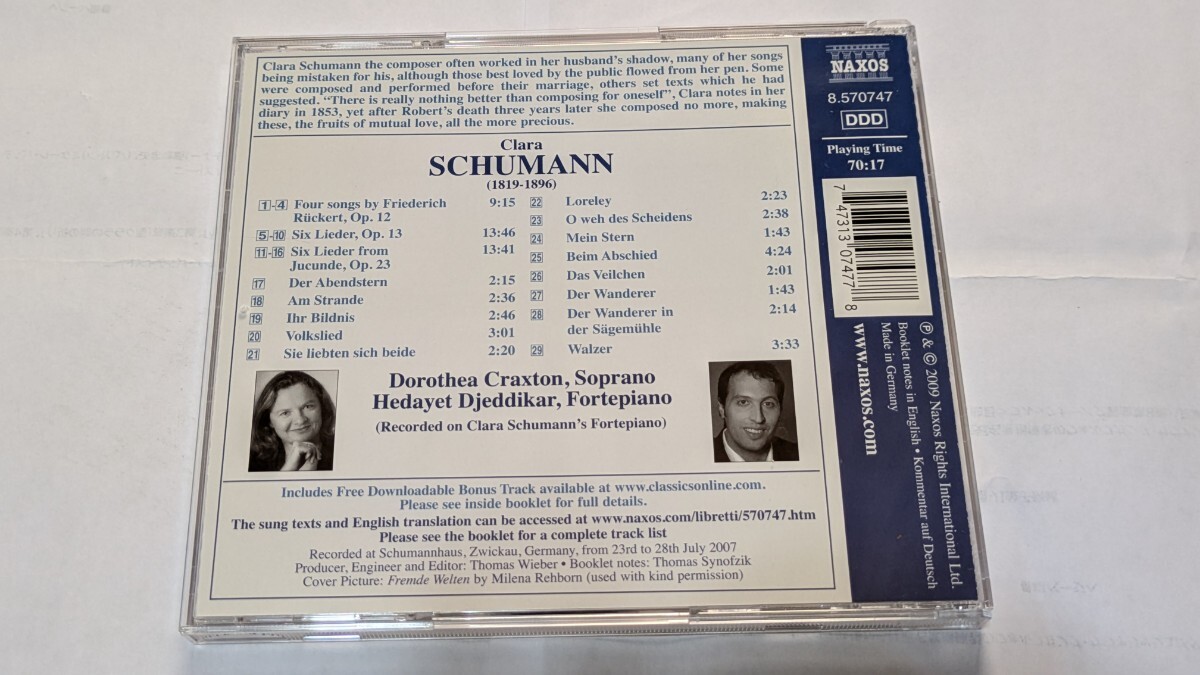 Clara Schumann the composer often worked in her husband's shadow, many of her songs
being mistaken for his, although those best loved by the public flowed from her pen. Some
were composed and performed before their marriage, others set texts which he had
suggested. "There is really nothing better than composing for oneself", Clara notes in her
diary in 1853, yet after Robert's death three years later she composed no more, making
these, the fruits of mutual love, all the more precious.
Clara
SCHUMANN
(1819-1896)
1-4 Four songs by Friederich 9:15
Rückert, Op. 12
5-10 Six Lieder, Op. 13 13:46
11-16 Six Lieder from 13:41
Jucunde, Op. 23
17 Der Abendstern 2:15
18 Am Strande 2:36
19 Ihr Bildnis 2:46
20 Volkslied 3:01
21 Sie liebten sich beide 2:20
22 Loreley 2:23
23 O weh des Scheidens 2:38
24 Mein Stern 1:43
25 Beim Abschied 4:24
26 Das Veilchen 2:01
27 Der Wanderer 1:43
28 Der Wanderer in 2:14
der Sägemühle
29 Walzer 3:33
Dorothea Craxton, Soprano
Hedayet Djeddikar, Fortepiano
(Recorded on Clara Schumann's Fortepiano)
Includes Free Downloadable Bonus Track available at www.classicsonline.com.
Please see inside booklet for full details.
The sung texts and English translation can be accessed at www.naxos.com/libretti/570747.htm
Please see the booklet for a complete track list
Recorded at Schumannhaus, Zwickau, Germany, from 23rd to 28th July 2007
Producer, Engineer and Editor: Thomas Wieber • Booklet notes: Thomas Synofzik
Cover Picture: Fremde Welten by Milena Rehborn (used with kind permission)
NAXOS
8.570747
DDD
Playing Time
70:17
7 47313 07477 8
℗ & © 2009 Naxos Rights International Ltd.
Booklet notes in English • Kommentar auf Deutsch
Made in Germany
www.naxos.com